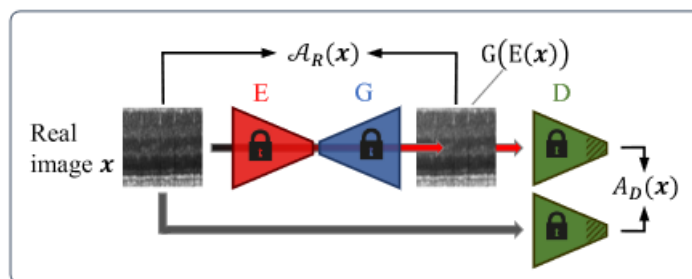 𝒜_R(𝒙)
G(E(𝒙))
E
G
D
Real
image 𝒙
A_D(𝒙)
t
t
t
t